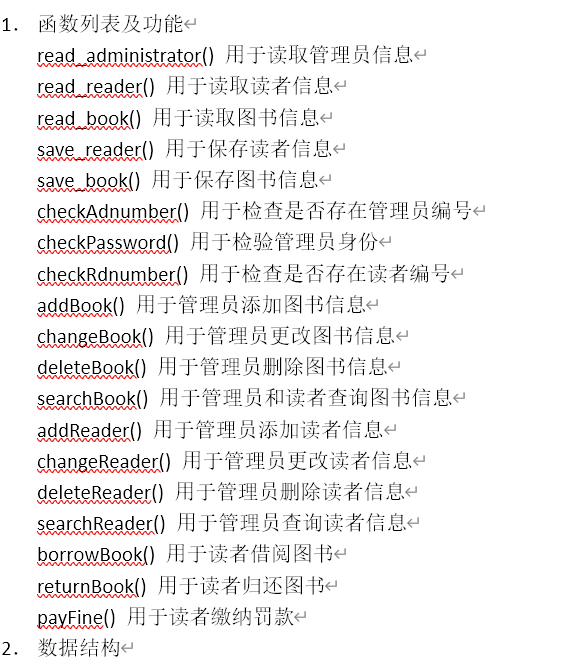 1. 函数列表及功能
read_administrator() 用于读取管理员信息
read_reader() 用于读取读者信息
read_book() 用于读取图书信息
save_reader() 用于保存读者信息
save_book() 用于保存图书信息
checkAdnumber() 用于检查是否存在管理员编号
checkPassword() 用于检验管理员身份
checkRdnumber() 用于检查是否存在读者编号
addBook() 用于管理员添加图书信息
changeBook() 用于管理员更改图书信息
deleteBook() 用于管理员删除图书信息
searchBook() 用于管理员和读者查询图书信息
addReader() 用于管理员添加读者信息
changeReader() 用于管理员更改读者信息
deleteReader() 用于管理员删除读者信息
searchReader() 用于管理员查询读者信息
borrowBook() 用于读者借阅图书
returnBook() 用于读者归还图书
payFine() 用于读者缴纳罚款
2. 数据结构